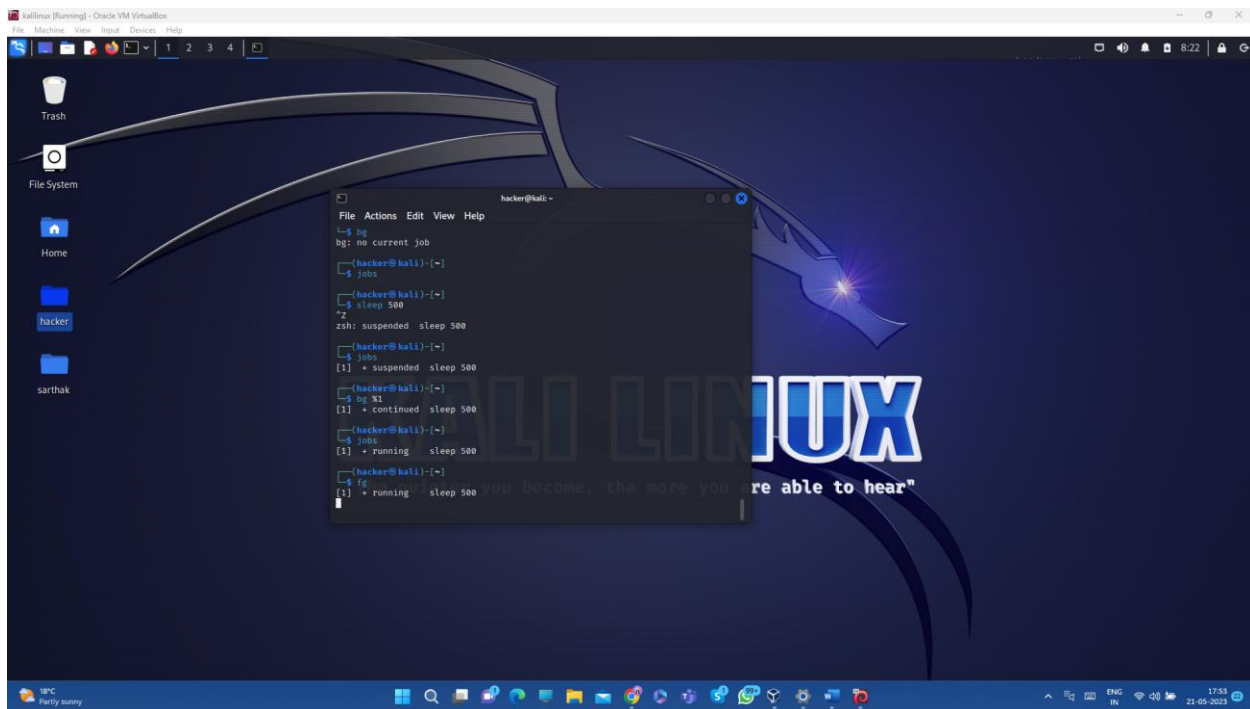 kalilinux [Running] - Oracle VM VirtualBox
File Machine View Input Devices Help
1 2 3 4
8:22
Trash
File System
Home
hacker
sarthak
hacker@kali: ~
File Actions Edit View Help
└─$ bg
bg: no current job
┌──(hacker㉿kali)-[~]
└─$ jobs
┌──(hacker㉿kali)-[~]
└─$ sleep 500
^Z
zsh: suspended  sleep 500
┌──(hacker㉿kali)-[~]
└─$ jobs
[1]  + suspended  sleep 500
┌──(hacker㉿kali)-[~]
└─$ bg %1
[1]  + continued  sleep 500
┌──(hacker㉿kali)-[~]
└─$ jobs
[1]  + running    sleep 500
┌──(hacker㉿kali)-[~]
└─$ fg
[1]  + running    sleep 500
KALI LINUX
you become, the more you are able to hear"
18°C
Partly sunny
99+
ENG
IN
17:53
21-05-2023